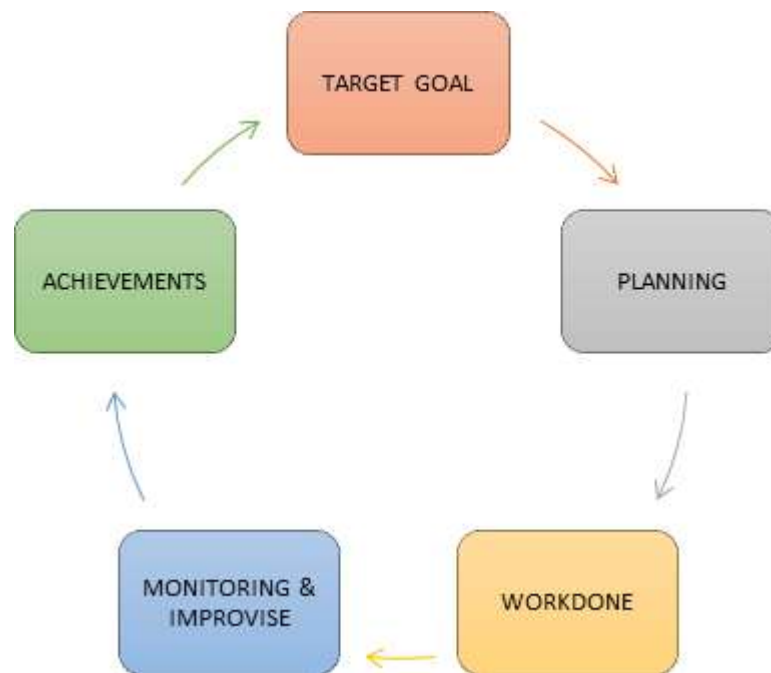 TARGET GOAL
PLANNING
WORKDONE
MONITORING &
IMPROVISE
ACHIEVEMENTS